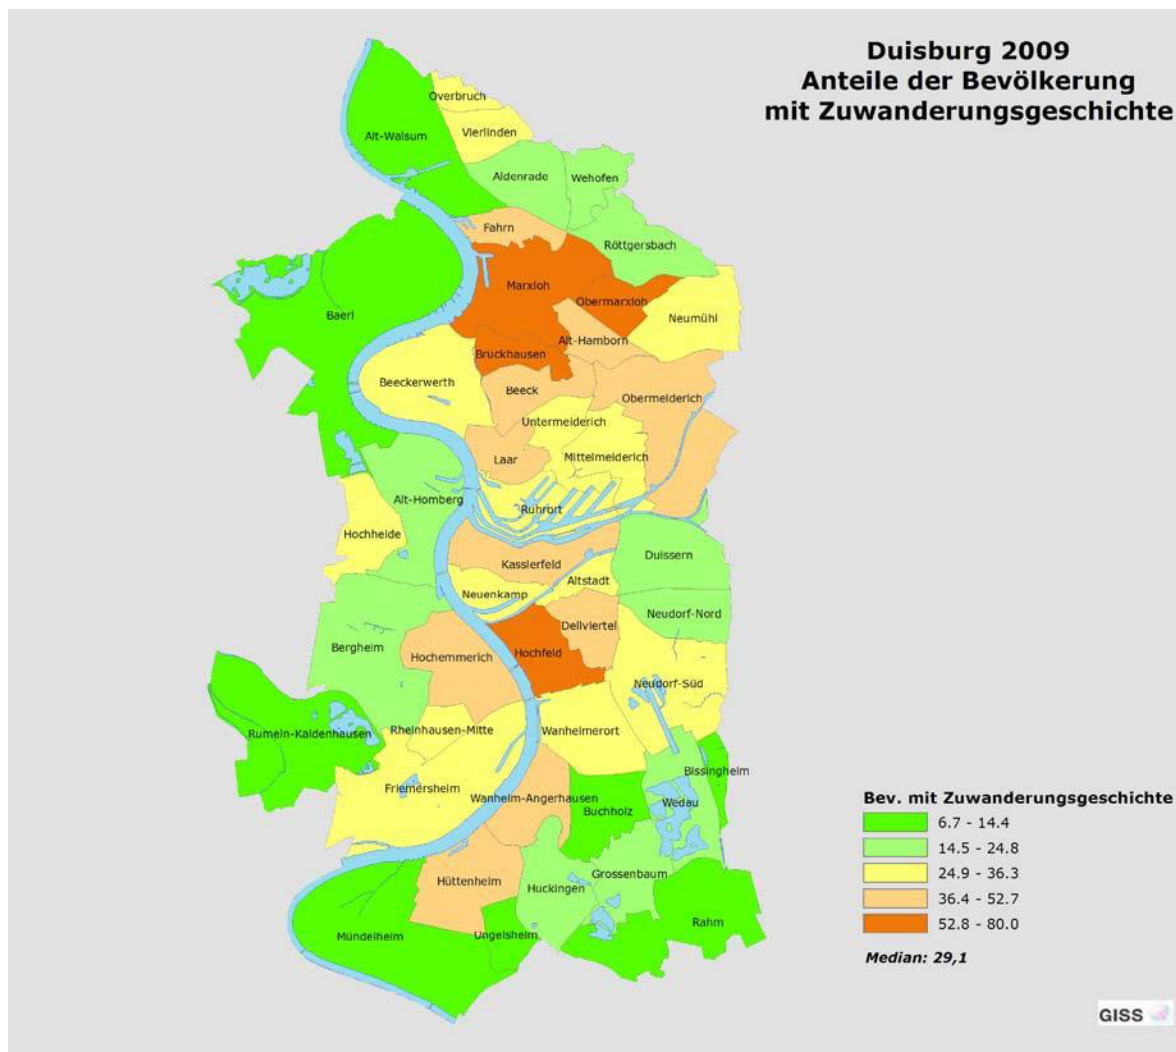 Duisburg 2009
Anteile der Bevölkerung
mit Zuwanderungsgeschichte
Overbruch
Alt-Walsum
Vierlinden
Aldenrade
Wehofen
Fahrn
Röttgersbach
Marxloh
Obermarxloh
Baerl
Neumühl
Alt-Hamborn
Bruckhausen
Beeckerwerth
Beeck
Obermeiderich
Untermeiderich
Laar
Mittelmeiderich
Alt-Homberg
Ruhrort
Hochheide
Duissern
Kasslerfeld
Altstadt
Neuenkamp
Neudorf-Nord
Dellviertel
Bergheim
Hochemmerich
Hochfeld
Neudorf-Süd
Rumeln-Kaldenhausen
Rheinhausen-Mitte
Wanheimerort
Bissingheim
Friemersheim
Wanheim-Angerhausen
Buchholz
Wedau
Hüttenheim
Huckingen
Grossenbaum
Mündelheim
Ungelsheim
Rahm
Bev. mit Zuwanderungsgeschichte
6.7 - 14.4
14.5 - 24.8
24.9 - 36.3
36.4 - 52.7
52.8 - 80.0
Median: 29,1
GISS